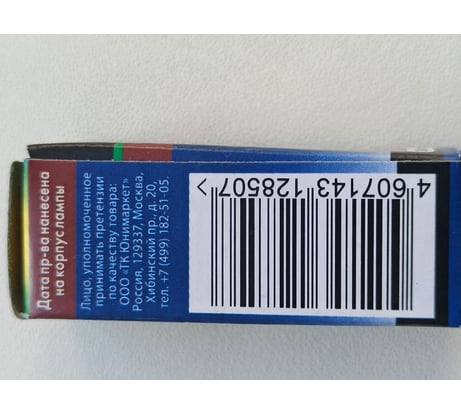 Дата пр-ва нанесена
на корпус лампы
Лицо, уполномоченное
принимать претензии
по качеству товара:
ООО «ТК Юнимаркет»
Россия, 129337, Москва,
Хибинский пр., д. 20,
тел. +7 (499) 182-51-05.
4 607143 128507 >